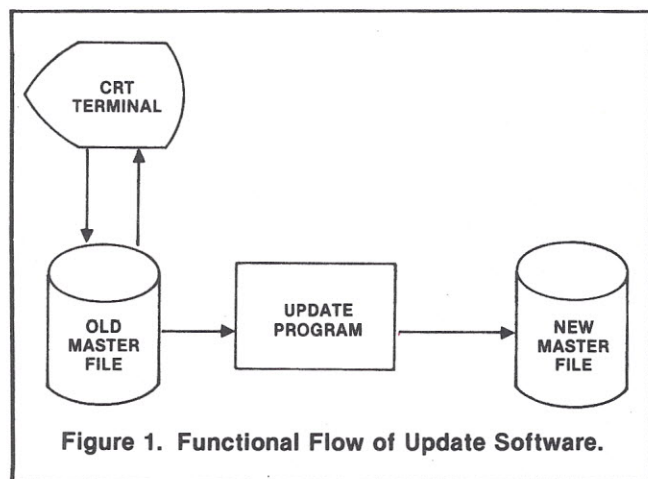 CRT
TERMINAL
OLD
MASTER
FILE
UPDATE
PROGRAM
NEW
MASTER
FILE
Figure 1. Functional Flow of Update Software.